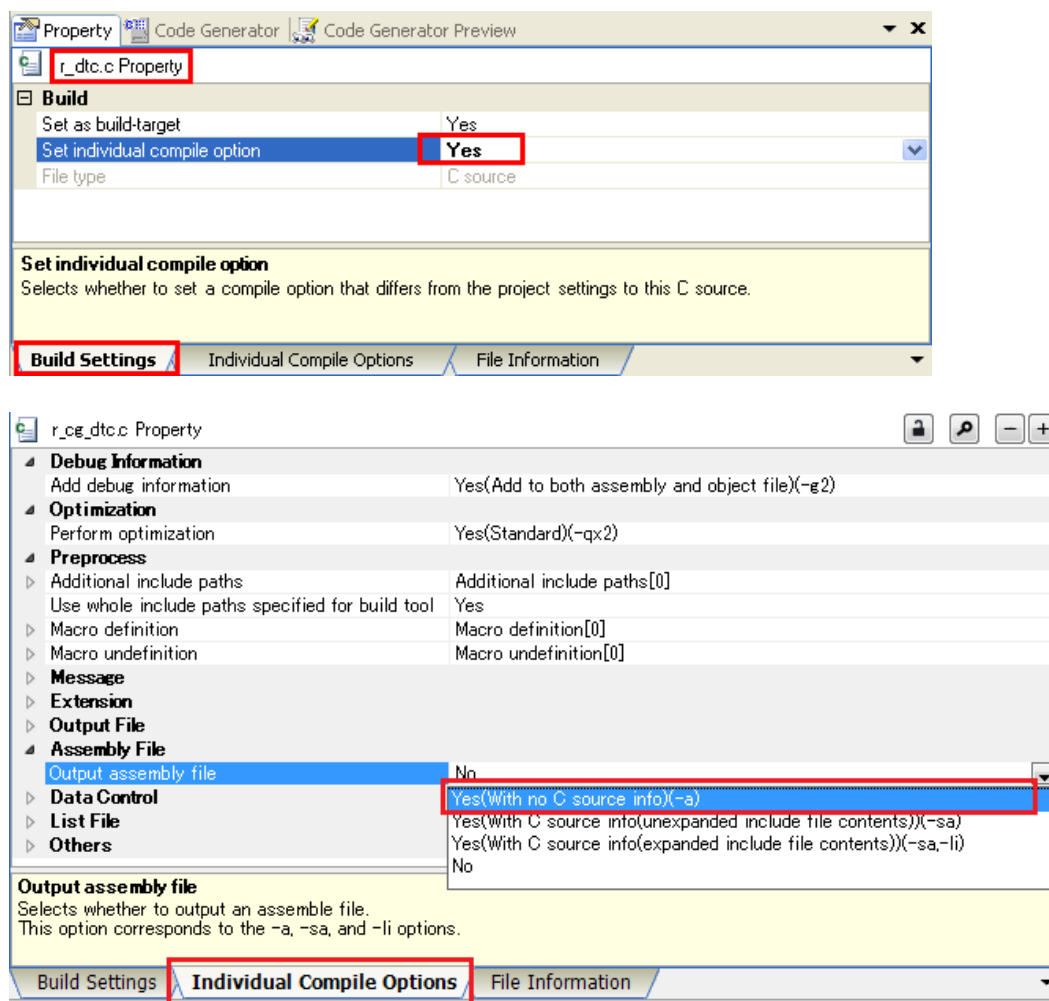 Property Code Generator Code Generator Preview
r_dtc.c Property
Build
Set as build-target Yes
Set individual compile option Yes
File type C source
Set individual compile option
Selects whether to set a compile option that differs from the project settings to this C source.
Build Settings Individual Compile Options File Information
r_cg_dtc.c Property
Debug Information
Add debug information Yes(Add to both assembly and object file)(-g2)
Optimization
Perform optimization Yes(Standard)(-qx2)
Preprocess
Additional include paths Additional include paths[0]
Use whole include paths specified for build tool Yes
Macro definition Macro definition[0]
Macro undefinition Macro undefinition[0]
Message
Extension
Output File
Assembly File
Output assembly file No
Data Control Yes(With no C source info)(-a)
List File Yes(With C source info(unexpanded include file contents))(-sa)
Others Yes(With C source info(expanded include file contents))(-sa,-li)
No
Output assembly file
Selects whether to output an assemble file.
This option corresponds to the -a, -sa, and -li options.
Build Settings Individual Compile Options File Information